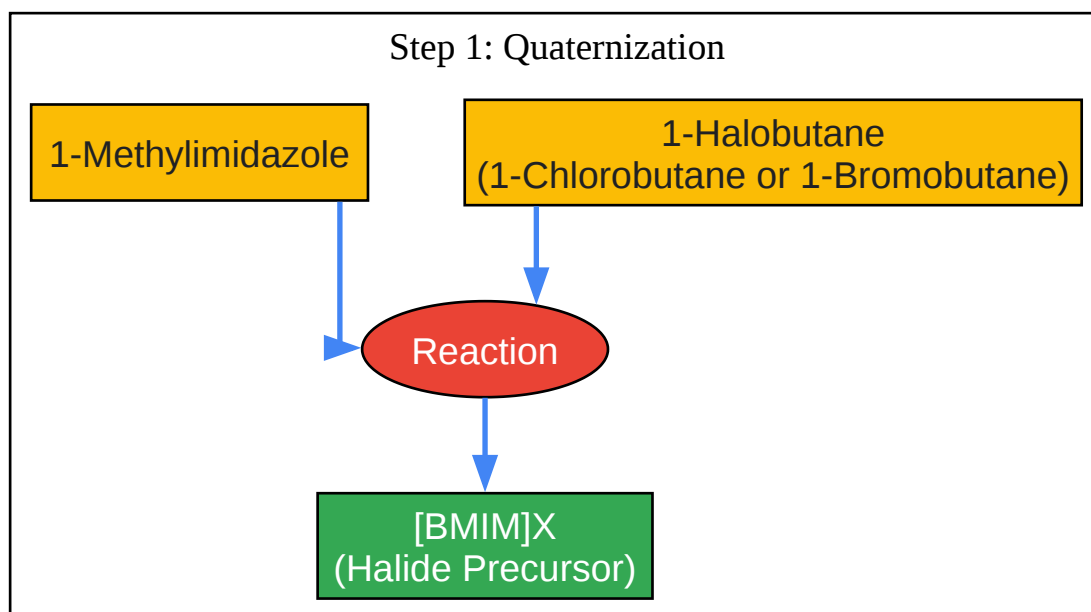 Step 1: Quaternization
1-Methylimidazole
1-Halobutane
(1-Chlorobutane or 1-Bromobutane)
Reaction
[BMIM]X
(Halide Precursor)